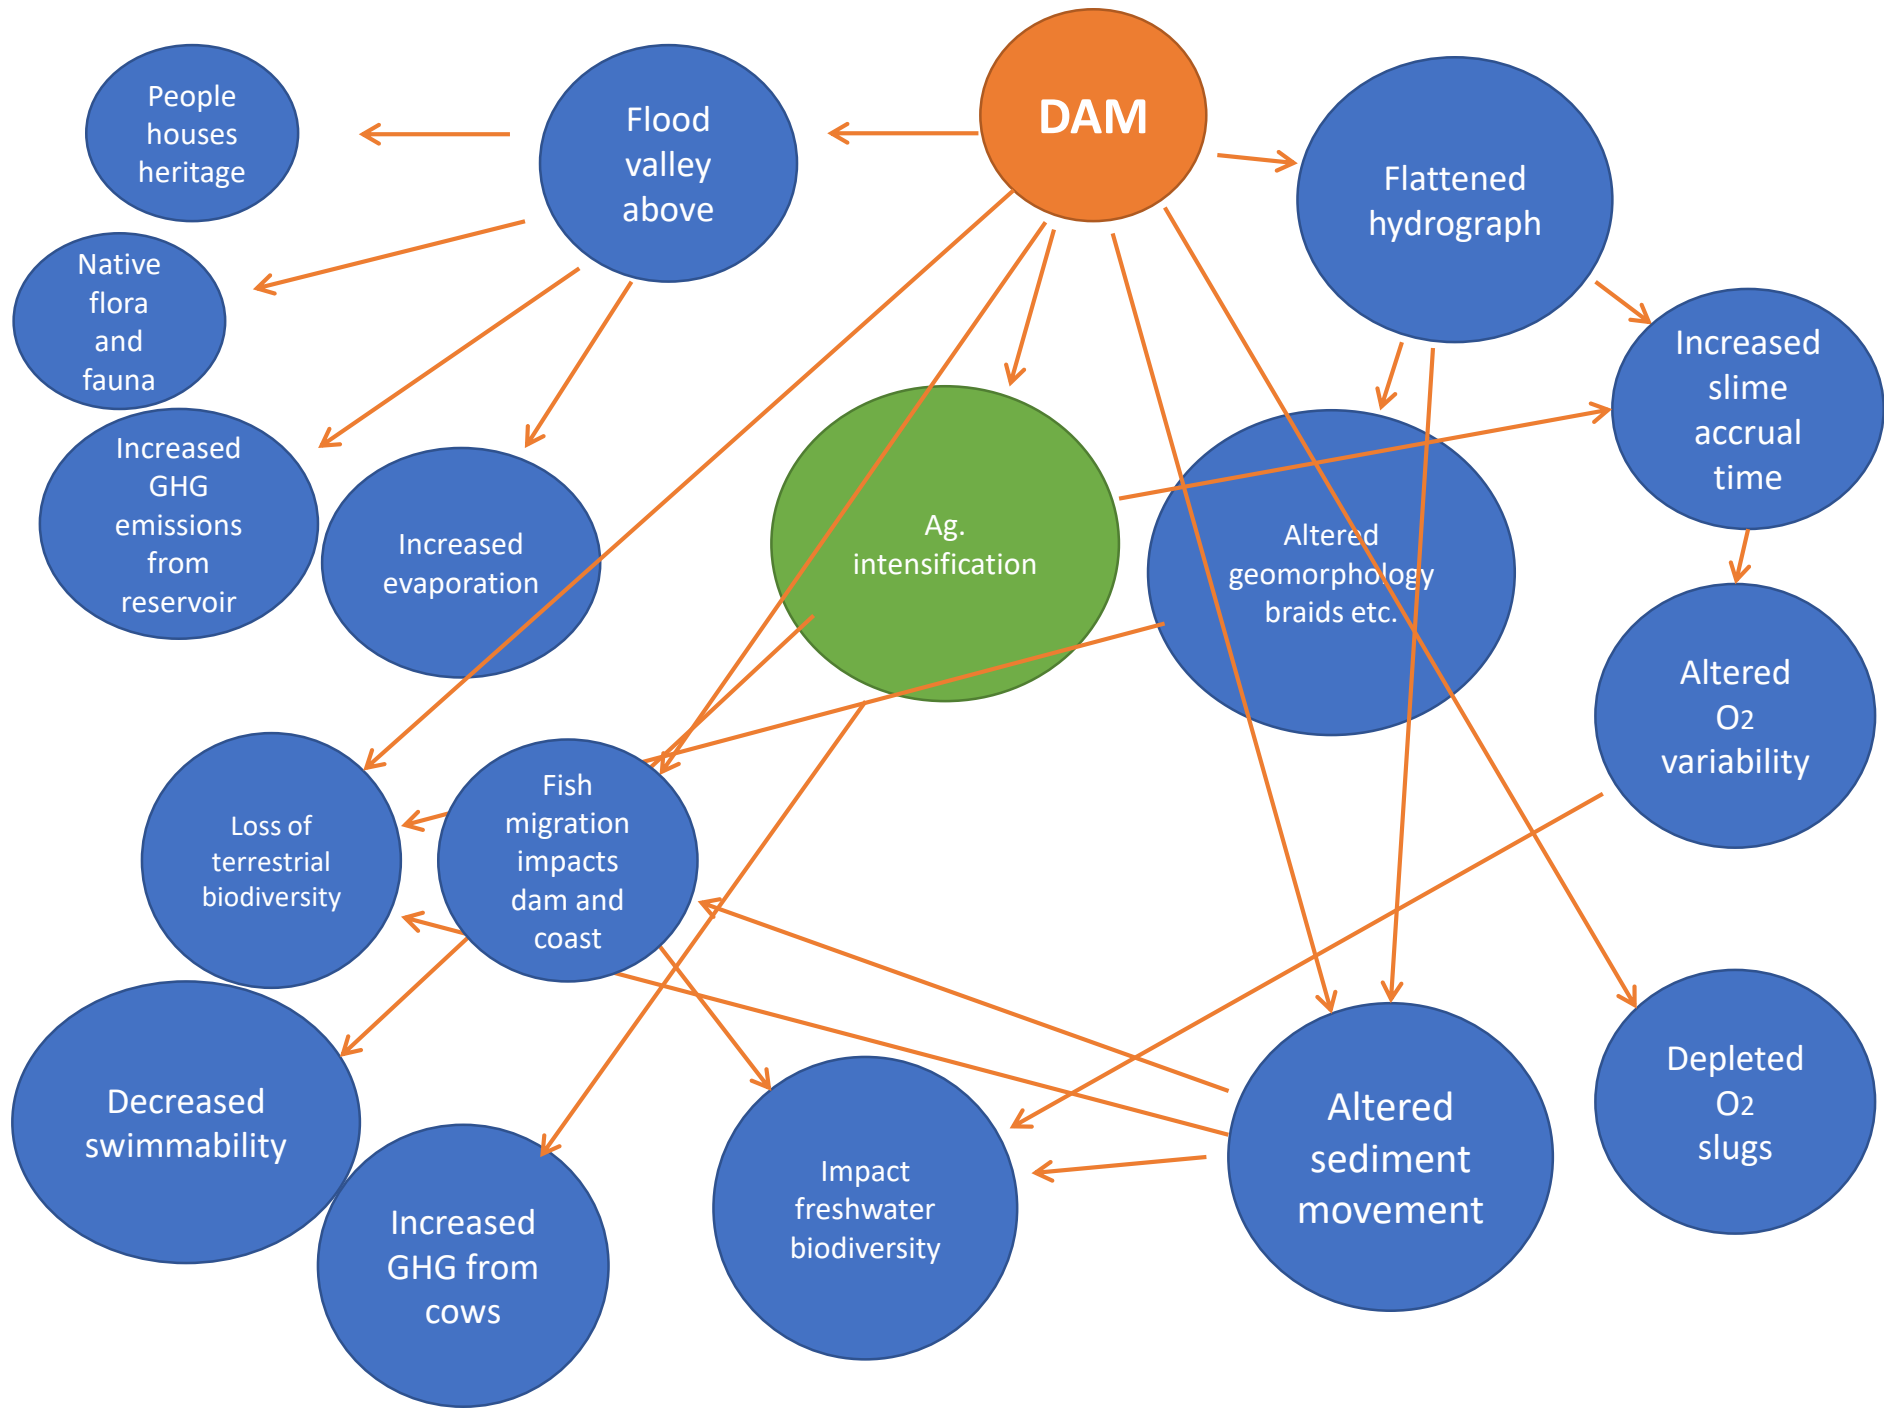 DAM
People
houses
heritage
Flood
valley
above
Flattened
hydrograph
Native
flora
and
fauna
Increased
slime
accrual
time
Increased
GHG
emissions
from
reservoir
Increased
evaporation
Ag.
intensification
Altered
geomorphology
braids etc.
Altered
O2
variability
Loss of
terrestrial
biodiversity
Fish
migration
impacts
dam and
coast
Decreased
swimmability
Increased
GHG from
cows
Impact
freshwater
biodiversity
Altered
sediment
movement
Depleted
O2
slugs